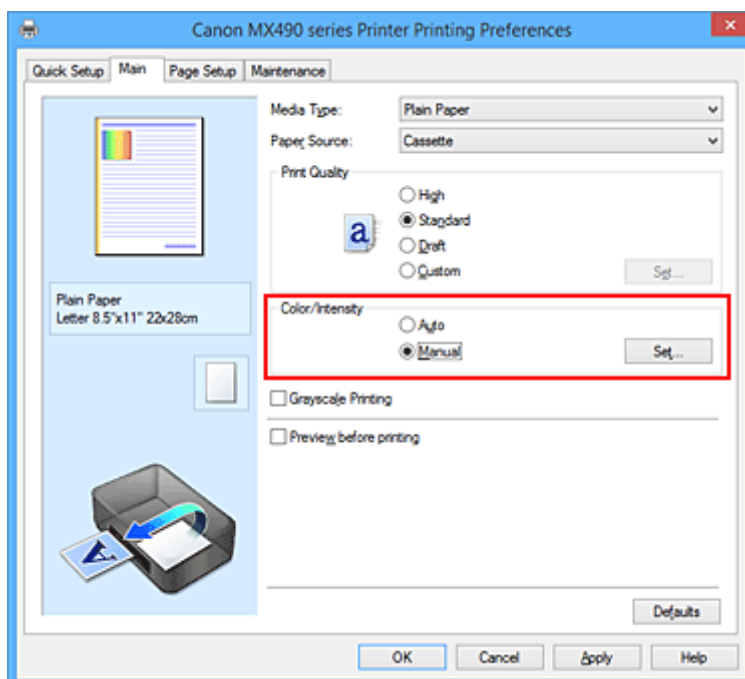 Canon MX490 series Printer Printing Preferences
Quick Setup Main Page Setup Maintenance
Media Type: Plain Paper
Paper Source: Cassette
Print Quality
High
Standard
Draft
Custom Set...
a
Plain Paper
Letter 8.5"x11" 22x28cm
Color/Intensity
Auto
Manual Set...
Grayscale Printing
Preview before printing
A
Defaults
OK Cancel Apply Help